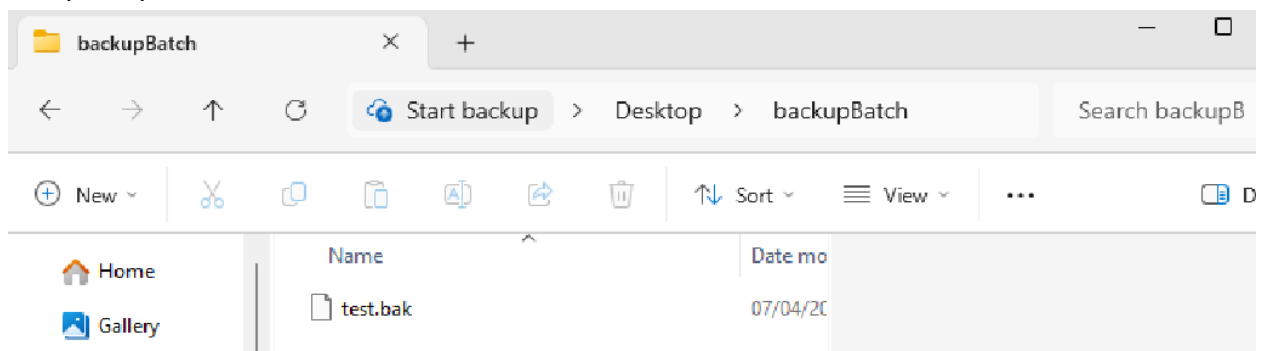 backupBatch
Start backup > Desktop > backupBatch Search backupB
New Sort View ... D
Name Date mo
Home
test.bak 07/04/20
Gallery